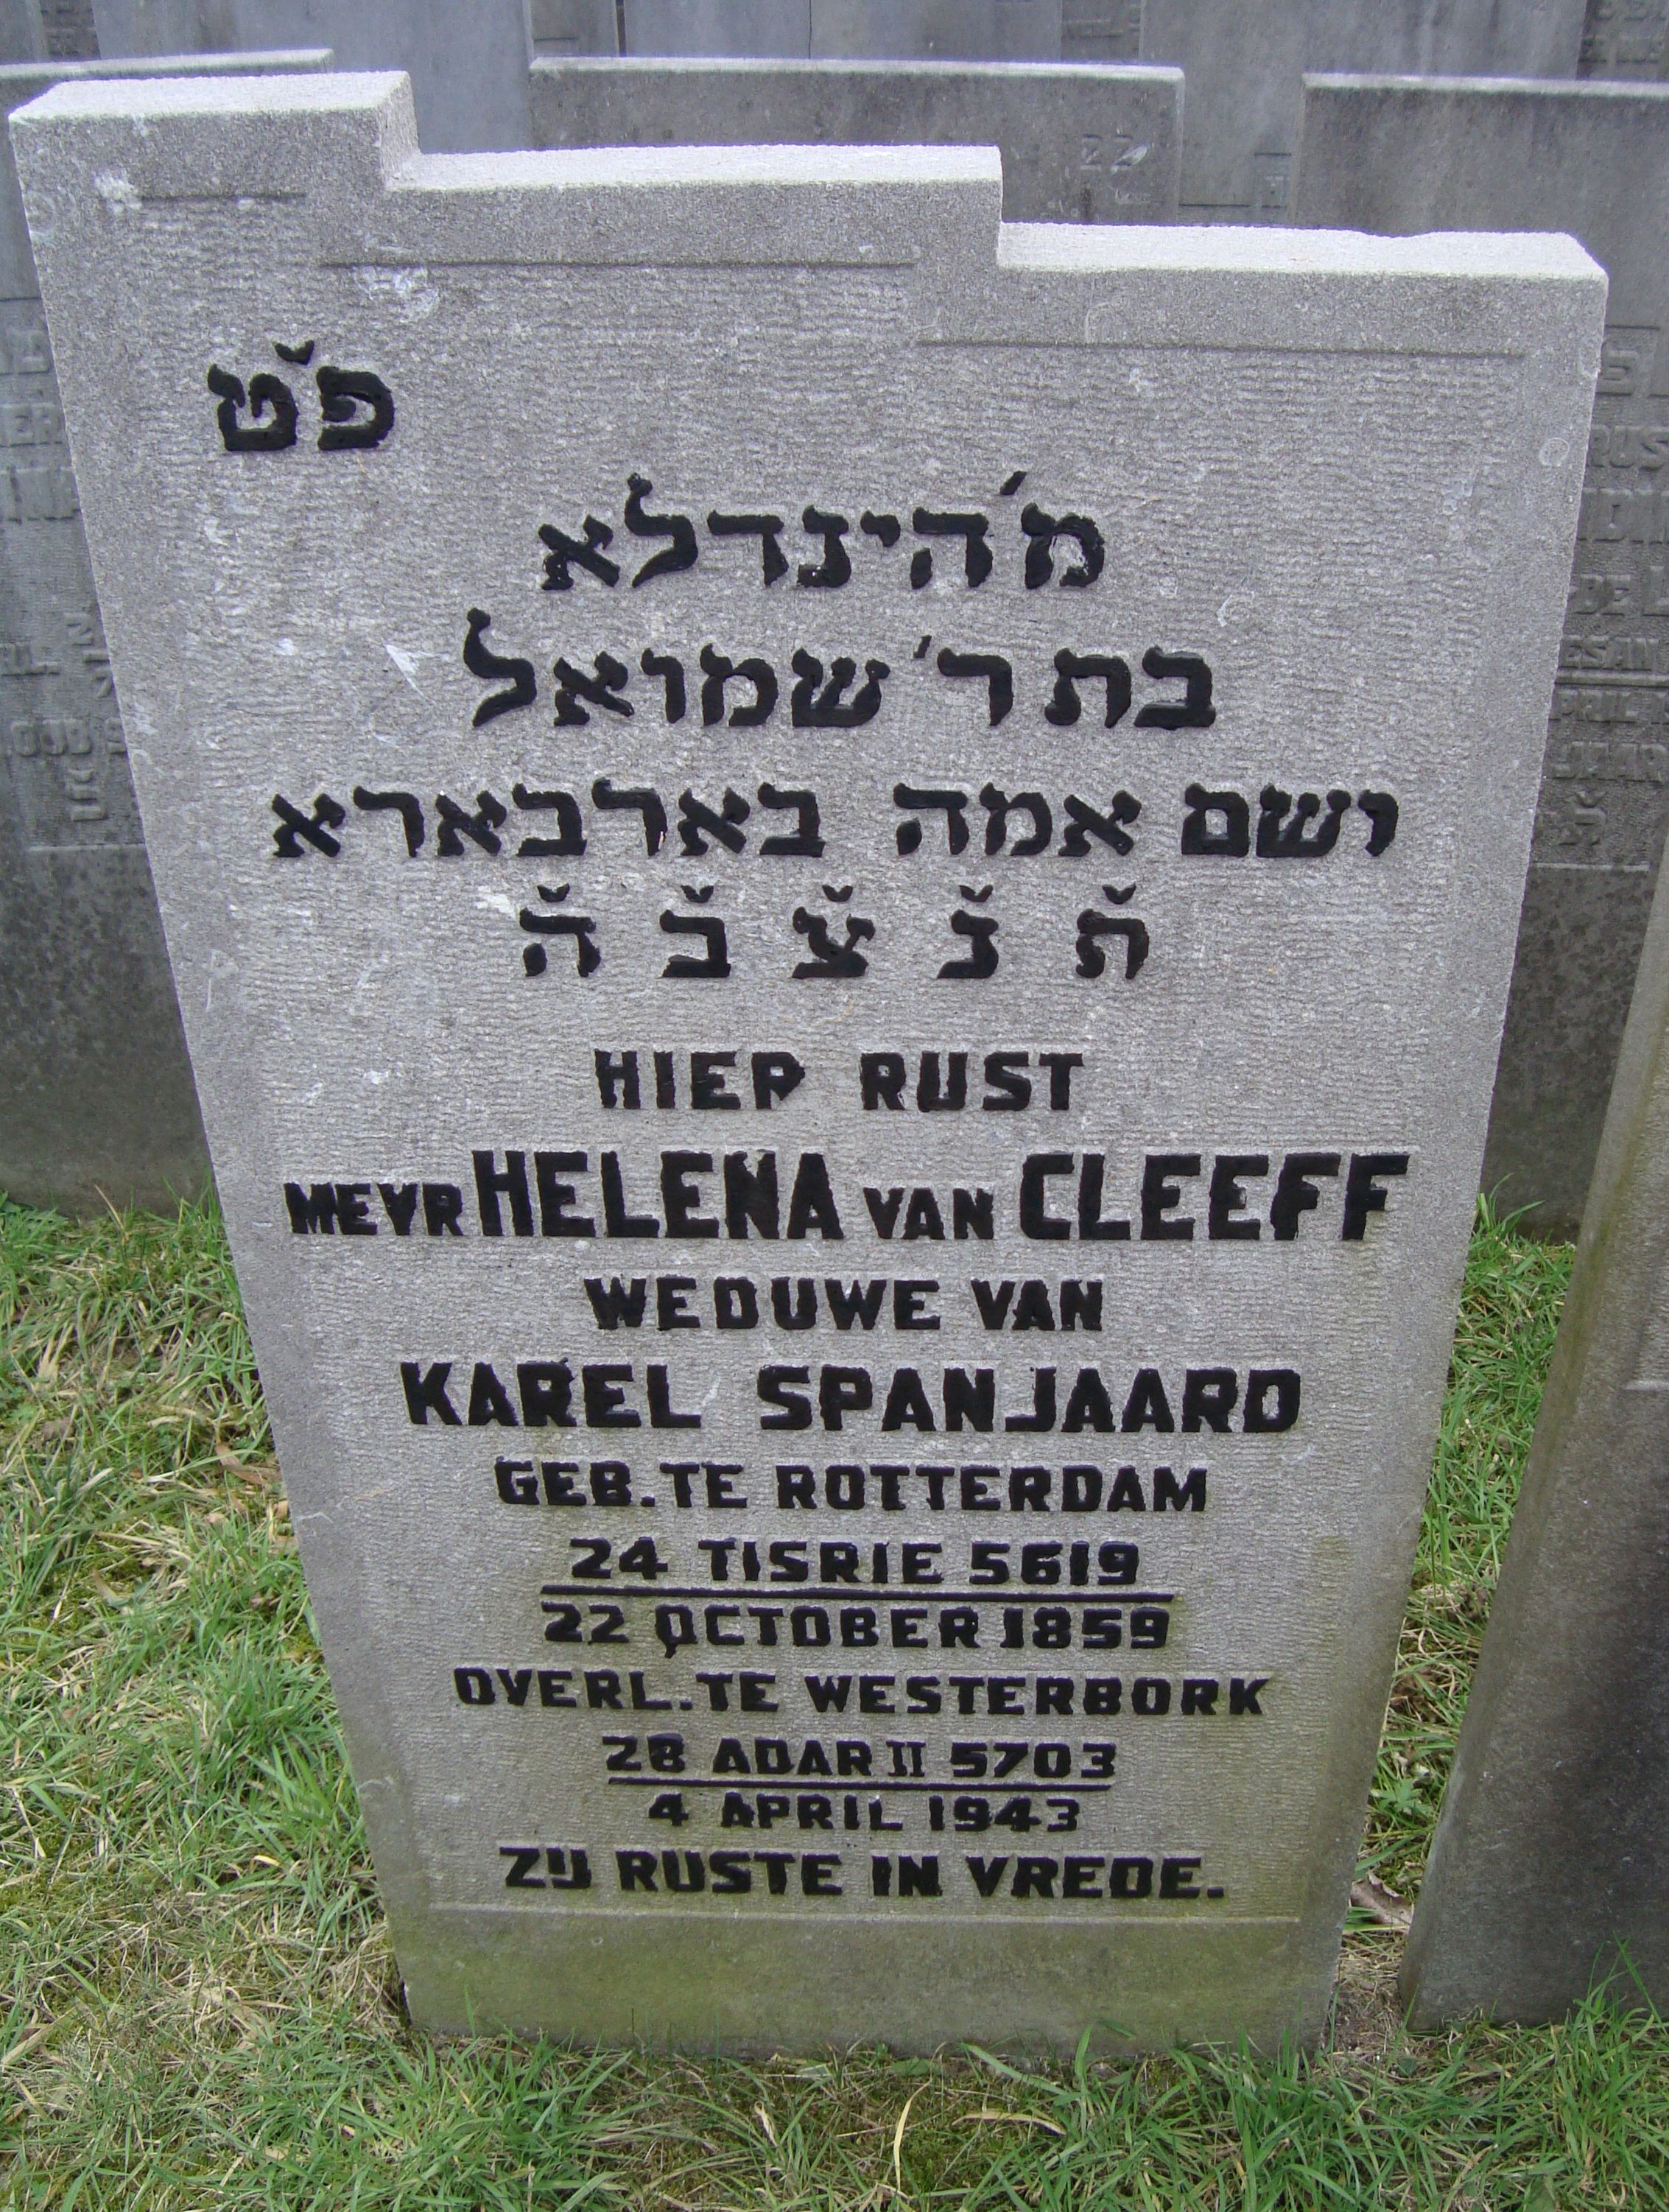 פ̌ט
מ׳הינדלא
בת ר׳ שמואל
ושם אמה בארבארא
ת̌ נ̌ צ̌ ב̌ ה̌
HIER RUST
MEVR HELENA VAN CLEEFF
WEDUWE VAN
KAREL SPANJAARD
GEB. TE ROTTERDAM
24 TISRIE 5619
22 OCTOBER 1859
OVERL. TE WESTERBORK
28 ADAR II 5703
4 APRIL 1943
ZIJ RUSTE IN VREDE.